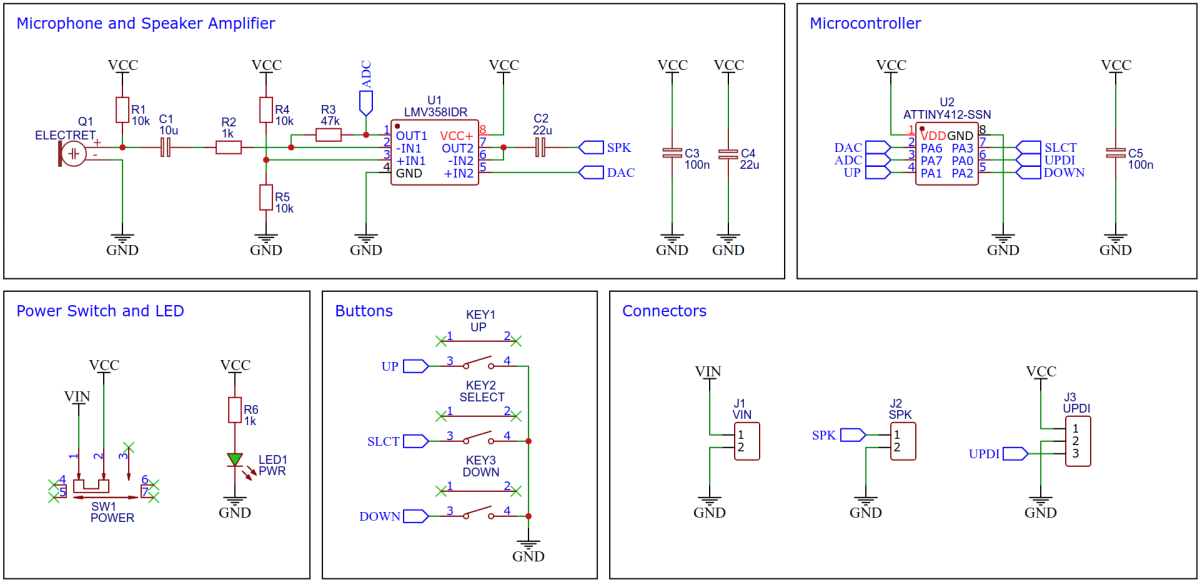 Microphone and Speaker Amplifier
VCC
VCC
ADC
VCC
VCC
VCC
Q1
ELECTRET
+
-
R1
10k
C1
10u
R2
1k
R4
10k
R5
10k
R3
47k
U1
LMV358IDR
1 OUT1 VCC+ 8
2 -IN1 OUT2 7
3 +IN1 -IN2 6
4 GND +IN2 5
C2
22u
SPK
DAC
C3
100n
C4
22u
GND
GND
GND
GND
GND
Microcontroller
VCC
VCC
U2
ATTINY412-SSN
1 VDD GND 8
DAC 2 PA6 PA3 7 SLCT
ADC 3 PA7 PA0 6 UPDI
UP 4 PA1 PA2 5 DOWN
C5
100n
GND
GND
Power Switch and LED
VIN
VCC
VCC
1 2 3
4 6
5 7
SW1
POWER
R6
1k
LED1
PWR
GND
Buttons
KEY1
UP
1 2
UP 3 4
KEY2
SELECT
1 2
SLCT 3 4
KEY3
DOWN
1 2
DOWN 3 4
GND
Connectors
VIN
J1
VIN
1
2
GND
J2
SPK
SPK
1
2
GND
VCC
J3
UPDI
UPDI
1
2
3
GND